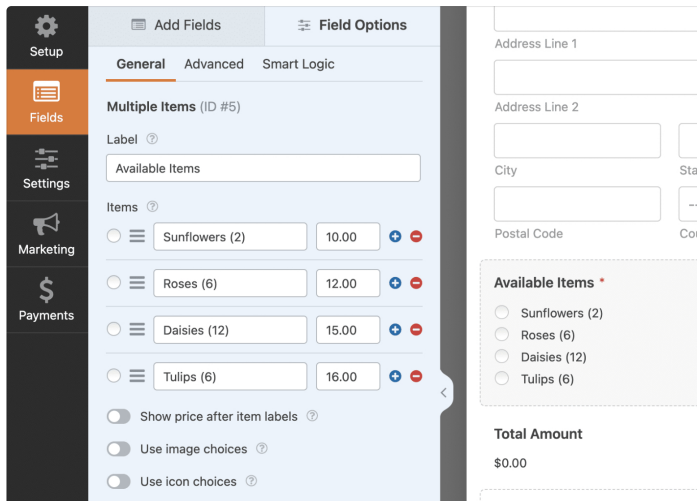 Setup
Fields
Settings
Marketing
Payments
Add Fields
Field Options
General Advanced Smart Logic
Multiple Items (ID #5)
Label
Available Items
Items
Sunflowers (2) 10.00
Roses (6) 12.00
Daisies (12) 15.00
Tulips (6) 16.00
Show price after item labels
Use image choices
Use icon choices
Address Line 1
Address Line 2
City
Postal Code
Available Items *
Sunflowers (2)
Roses (6)
Daisies (12)
Tulips (6)
Total Amount
$0.00